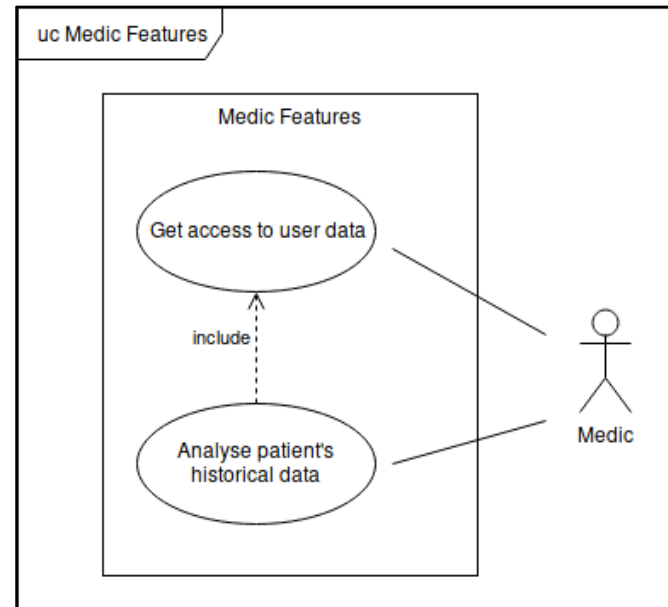 uc Medic Features
Medic Features
Get access to user data
include
Analyse patient's
historical data
Medic